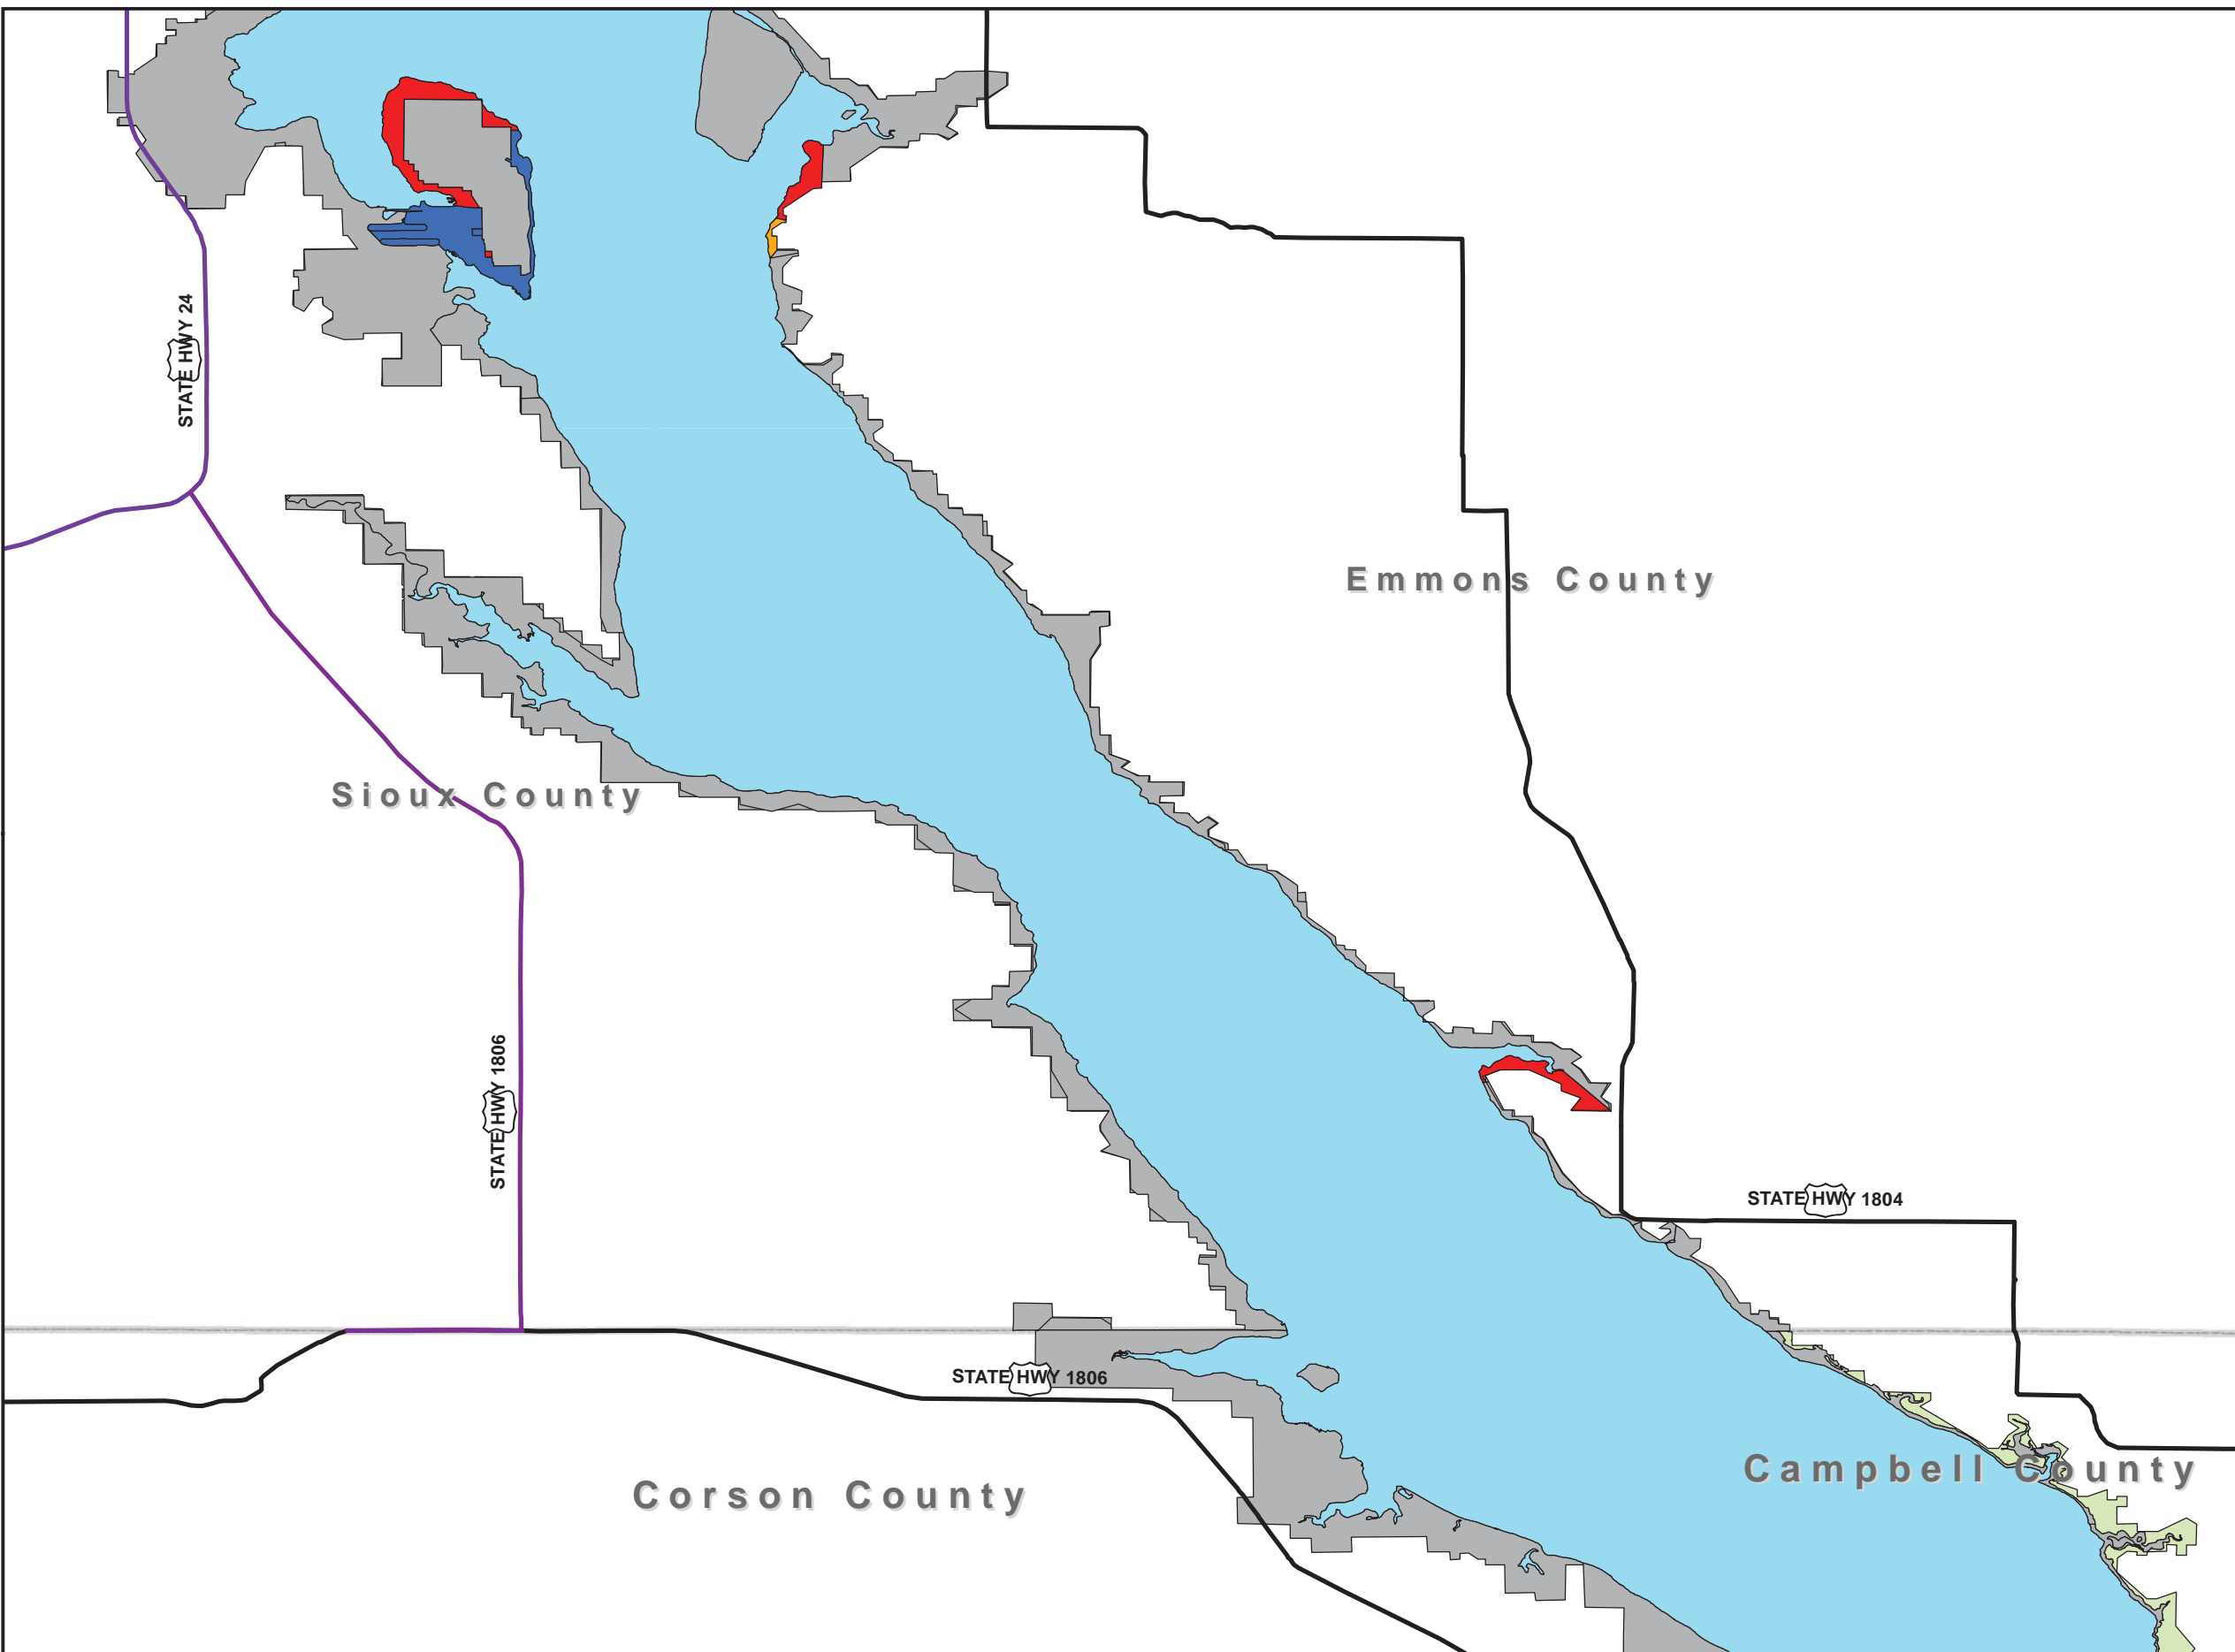 STATE HWY 24
Emmons County
Sioux County
STATE HWY 1806
STATE HWY 1804
STATE HWY 1806
Campbell County
Corson County